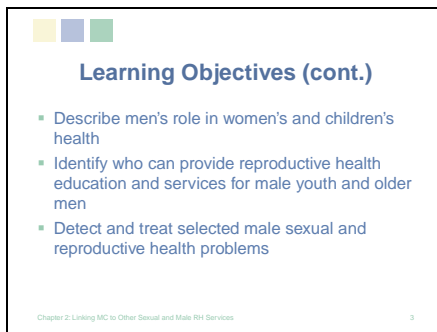 Learning Objectives (cont.)
▪ Describe men's role in women's and children's
health
▪ Identify who can provide reproductive health
education and services for male youth and older
men
▪ Detect and treat selected male sexual and
reproductive health problems
Chapter 2: Linking MC to Other Sexual and Male RH Services 3